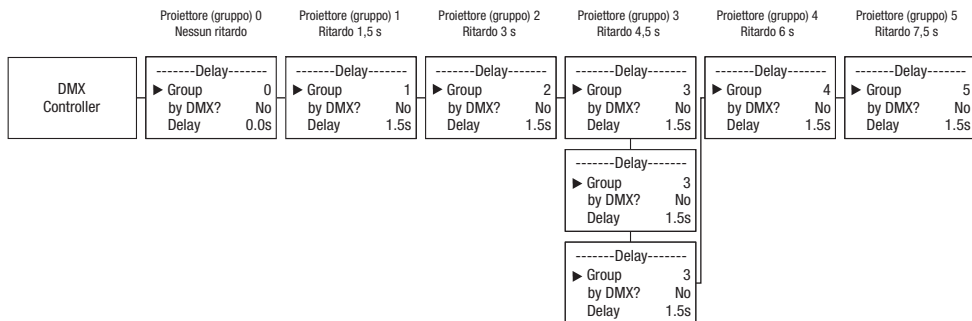 Proiettore (gruppo) 0
Nessun ritardo
Proiettore (gruppo) 1
Ritardo 1,5 s
Proiettore (gruppo) 2
Ritardo 3 s
Proiettore (gruppo) 3
Ritardo 4,5 s
Proiettore (gruppo) 4
Ritardo 6 s
Proiettore (gruppo) 5
Ritardo 7,5 s
DMX
Controller
-------Delay-------
▶ Group 0
by DMX? No
Delay 0.0s
-------Delay-------
▶ Group 1
by DMX? No
Delay 1.5s
-------Delay-------
▶ Group 2
by DMX? No
Delay 1.5s
-------Delay-------
▶ Group 3
by DMX? No
Delay 1.5s
-------Delay-------
▶ Group 4
by DMX? No
Delay 1.5s
-------Delay-------
▶ Group 5
by DMX? No
Delay 1.5s
-------Delay-------
▶ Group 3
by DMX? No
Delay 1.5s
-------Delay-------
▶ Group 3
by DMX? No
Delay 1.5s